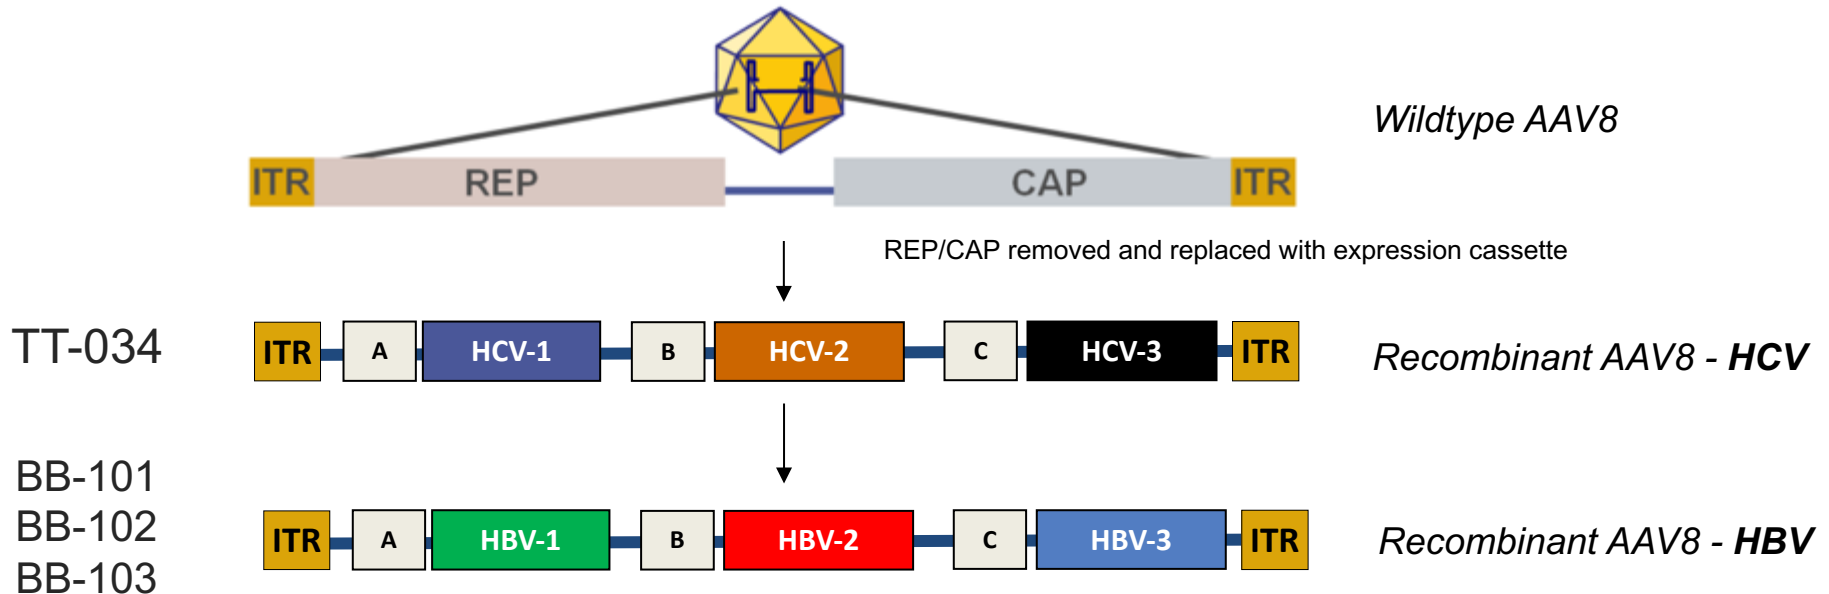 Wildtype AAV8
ITR REP CAP ITR
REP/CAP removed and replaced with expression cassette
TT-034 ITR A HCV-1 B HCV-2 C HCV-3 ITR Recombinant AAV8 - HCV
BB-101
BB-102 ITR A HBV-1 B HBV-2 C HBV-3 ITR Recombinant AAV8 - HBV
BB-103